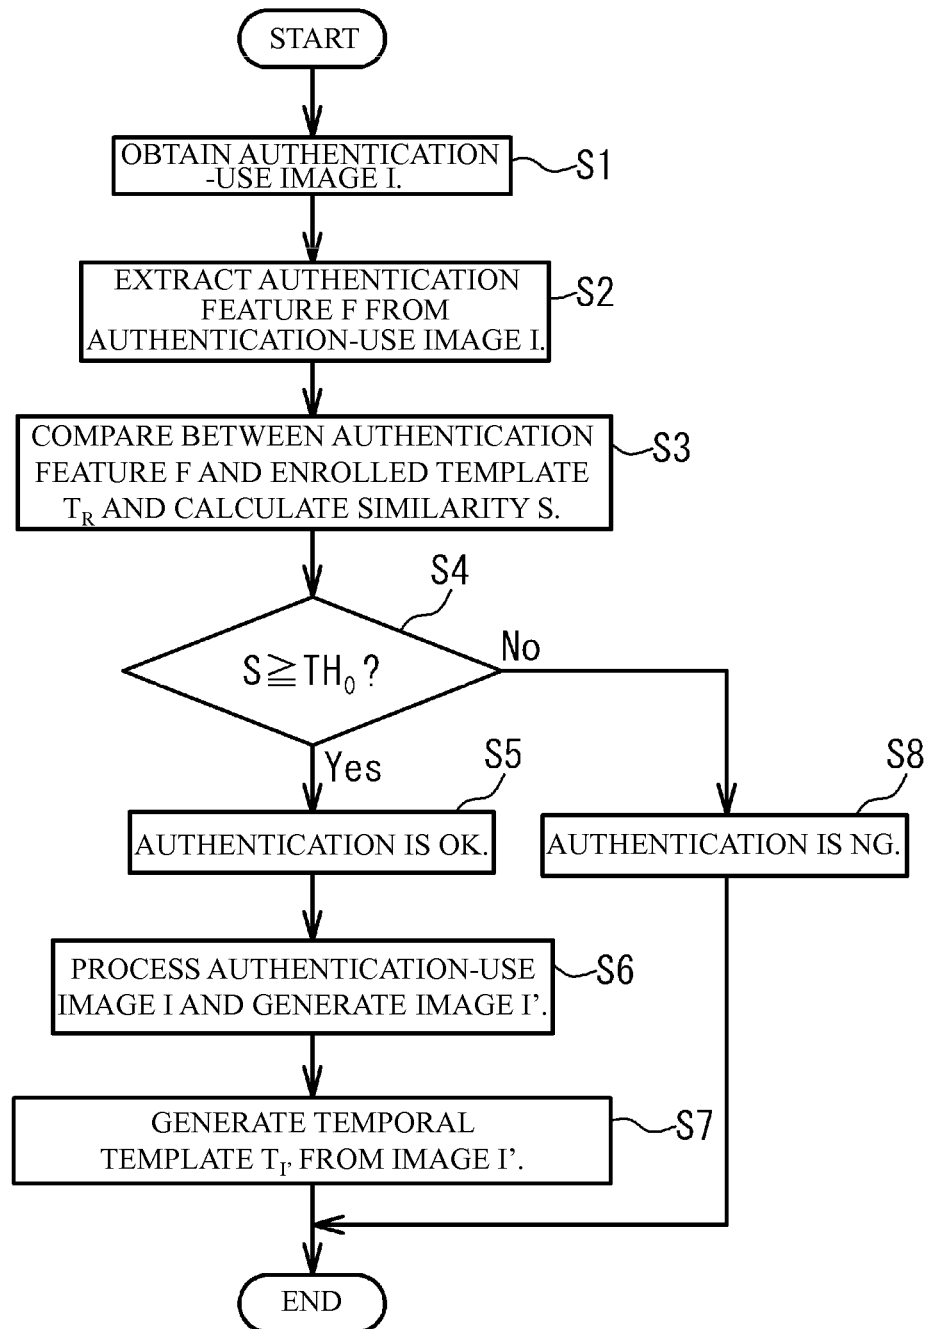 START
OBTAIN AUTHENTICATION
-USE IMAGE I.
S1
EXTRACT AUTHENTICATION
FEATURE F FROM
AUTHENTICATION-USE IMAGE I.
S2
COMPARE BETWEEN AUTHENTICATION
FEATURE F AND ENROLLED TEMPLATE
T_R AND CALCULATE SIMILARITY S.
S3
S4
S≧TH₀?
No
Yes
S5
AUTHENTICATION IS OK.
S8
AUTHENTICATION IS NG.
PROCESS AUTHENTICATION-USE
IMAGE I AND GENERATE IMAGE I’.
S6
GENERATE TEMPORAL
TEMPLATE T_I’ FROM IMAGE I’.
S7
END